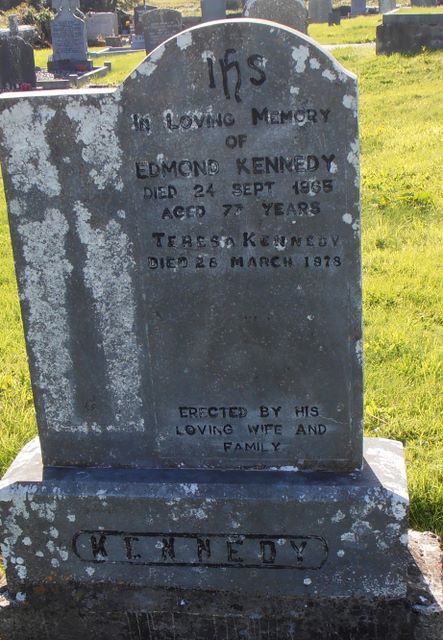 IHS
IN LOVING MEMORY
OF
EDMOND KENNEDY
DIED 24 SEPT 1965
AGED 77 YEARS
TERESA KENNEDY
DIED 28 MARCH 1978
ERECTED BY HIS
LOVING WIFE AND
FAMILY
KENNEDY